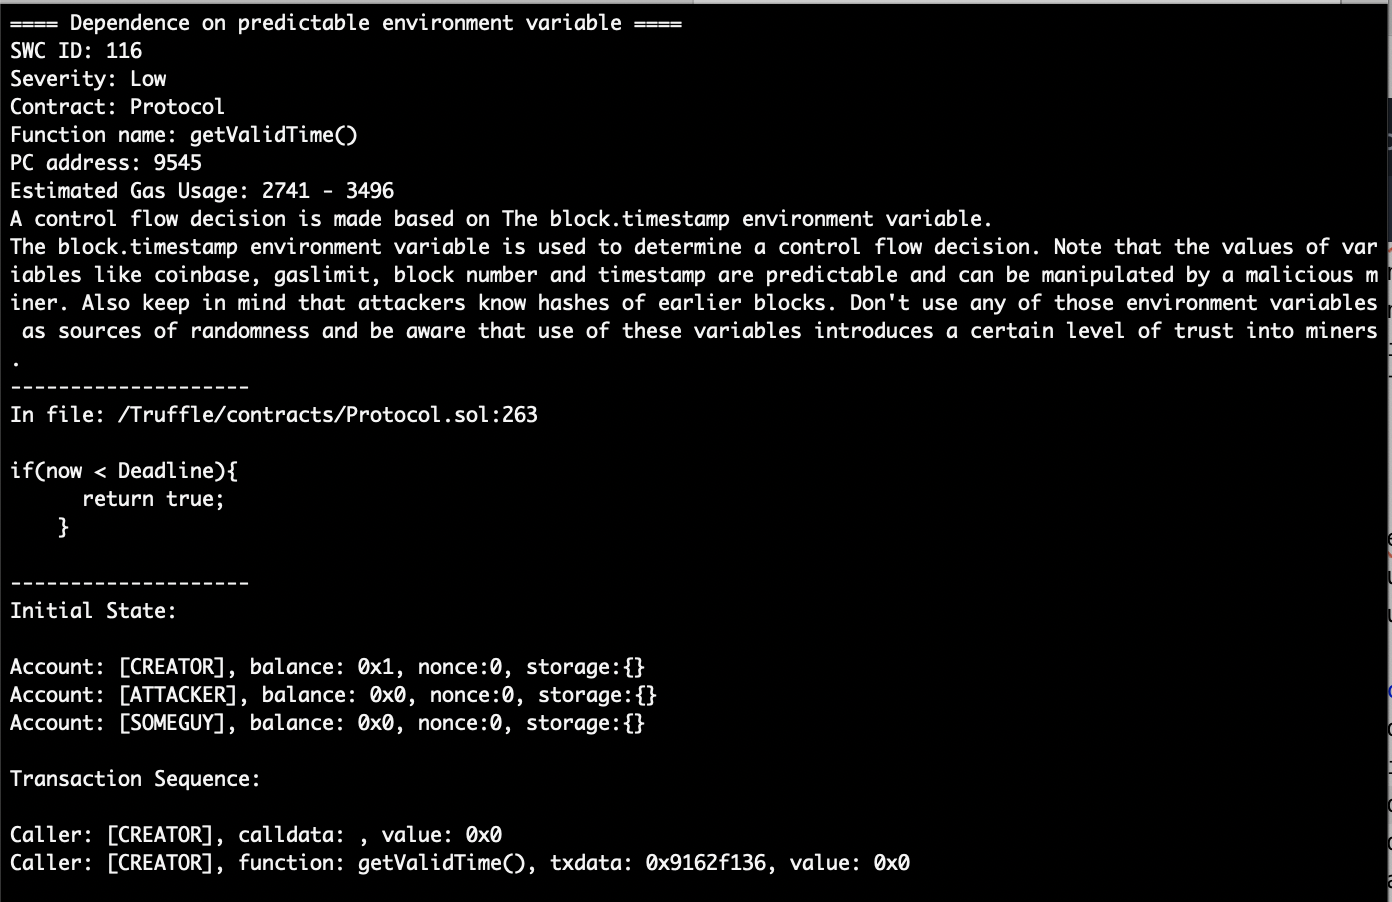 ==== Dependence on predictable environment variable ====
SWC ID: 116
Severity: Low
Contract: Protocol
Function name: getValidTime()
PC address: 9545
Estimated Gas Usage: 2741 - 3496
A control flow decision is made based on The block.timestamp environment variable.
The block.timestamp environment variable is used to determine a control flow decision. Note that the values of var
iables like coinbase, gaslimit, block number and timestamp are predictable and can be manipulated by a malicious m
iner. Also keep in mind that attackers know hashes of earlier blocks. Don't use any of those environment variables
 as sources of randomness and be aware that use of these variables introduces a certain level of trust into miners
.
--------------------
In file: /Truffle/contracts/Protocol.sol:263

if(now < Deadline){
      return true;
    }

--------------------
Initial State:

Account: [CREATOR], balance: 0x1, nonce:0, storage:{}
Account: [ATTACKER], balance: 0x0, nonce:0, storage:{}
Account: [SOMEGUY], balance: 0x0, nonce:0, storage:{}

Transaction Sequence:

Caller: [CREATOR], calldata: , value: 0x0
Caller: [CREATOR], function: getValidTime(), txdata: 0x9162f136, value: 0x0